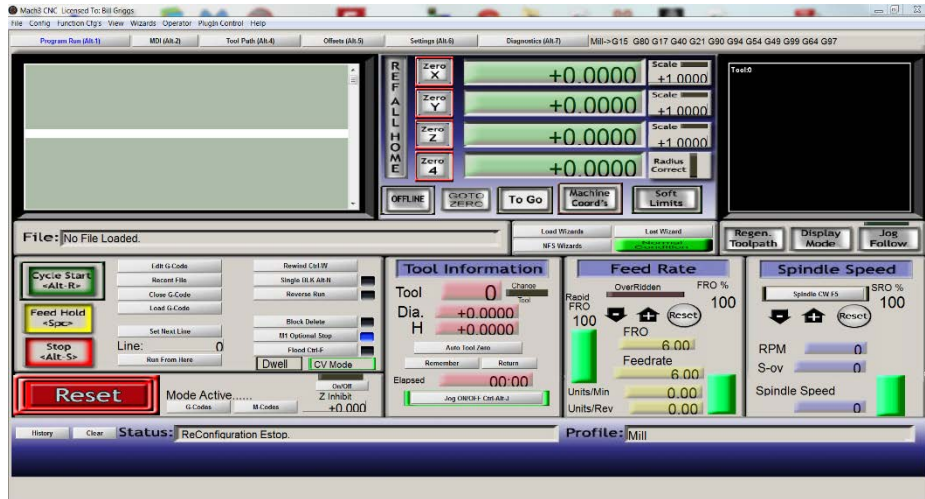 Mach3 CNC Licensed To: Bill Griggs
File Config Function Cfg's View Wizards Operator PlugIn Control Help
Program Run (Alt-1) MDI (Alt-2) Tool Path (Alt-4) Offsets (Alt-5) Settings (Alt-6) Diagnostics (Alt-7) Mill->G15 G80 G17 G40 G21 G90 G94 G54 G49 G99 G64 G97
REF ALL HOME
Zero X +0.0000 Scale +1.0000
Zero Y +0.0000 Scale +1.0000
Zero Z +0.0000 Scale +1.0000
Zero 4 +0.0000 Radius Correct
OFFLINE GOTO ZERO To Go Machine Coord's Soft Limits
Tool:0
File: No File Loaded.
Load Wizards Last Wizard
NFS Wizards Normal Condition
Regen. Toolpath Display Mode Jog Follow
Cycle Start <Alt-R>
Feed Hold <Spc>
Stop <Alt-S>
Edit G-Code
Recent File
Close G-Code
Load G-Code
Set Next Line
Line: 0
Run From Here
Rewind Ctrl-W
Single BLK Alt-N
Reverse Run
Block Delete
M1 Optional Stop
Flood Ctrl-F
Dwell CV Mode
Reset
Mode Active......
G-Codes M-Codes
On/Off
Z Inhibit
+0.000
Tool Information
Tool 0 Change Tool
Dia. +0.0000
H +0.0000
Auto Tool Zero
Remember Return
Elapsed 00:00
Jog ON/OFF Ctrl-Alt-J
Feed Rate
OverRidden FRO %
Rapid FRO 100
Reset 100
FRO
6.00
Feedrate
6.00
Units/Min 0.00
Units/Rev 0.00
Spindle Speed
Spindle CW F5 SRO %
100
Reset
RPM 0
S-ov 0
Spindle Speed
0
History Clear Status: ReConfiguration Estop. Profile: Mill